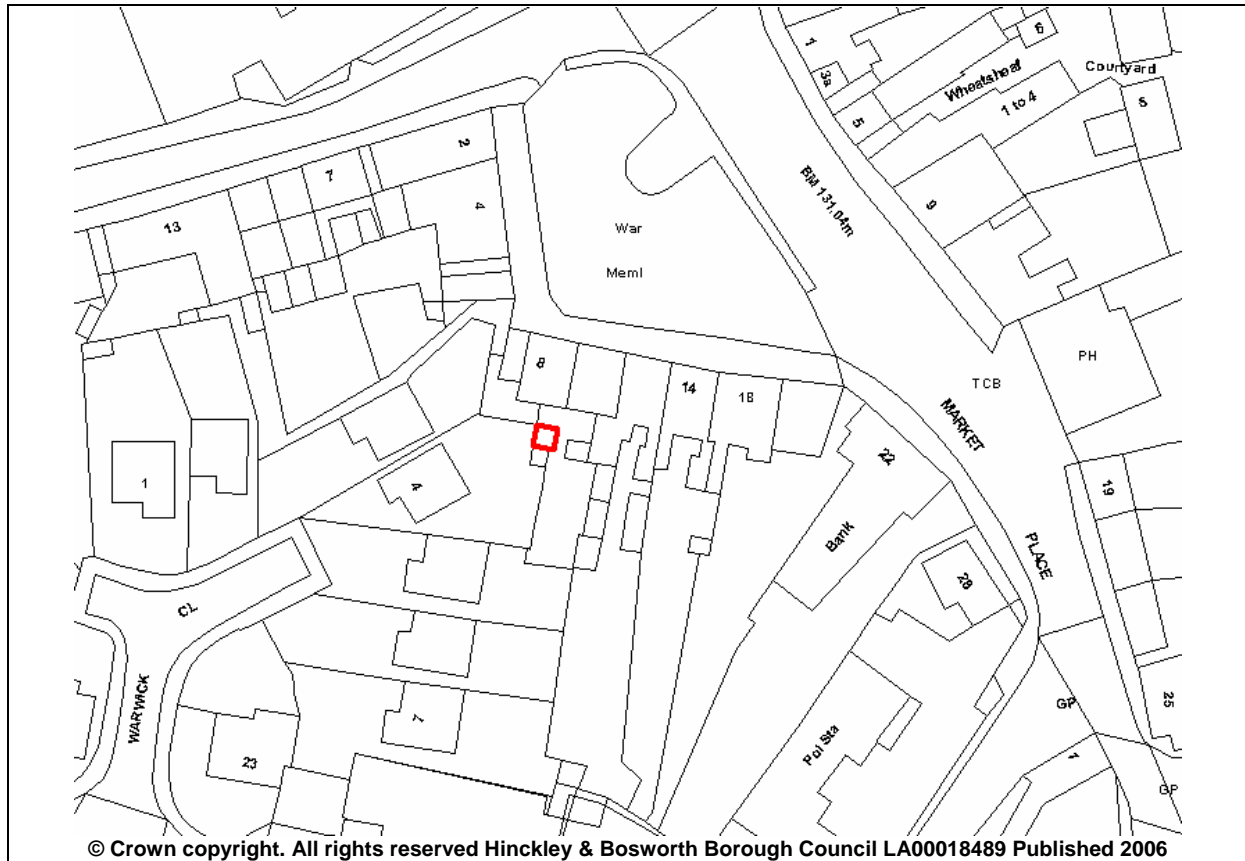 1
6
3a
Wheatsheaf
Courtyard
5
1 to 4
5
2
7
4
13
War
Meml
BM 131.04m
9
PH
TCB
8
14
18
MARKET
PLACE
22
Bank
19
1
4
28
CL
WARWICK
7
23
Pol Sta
GP
25
1
GP
© Crown copyright. All rights reserved Hinckley & Bosworth Borough Council LA00018489 Published 2006